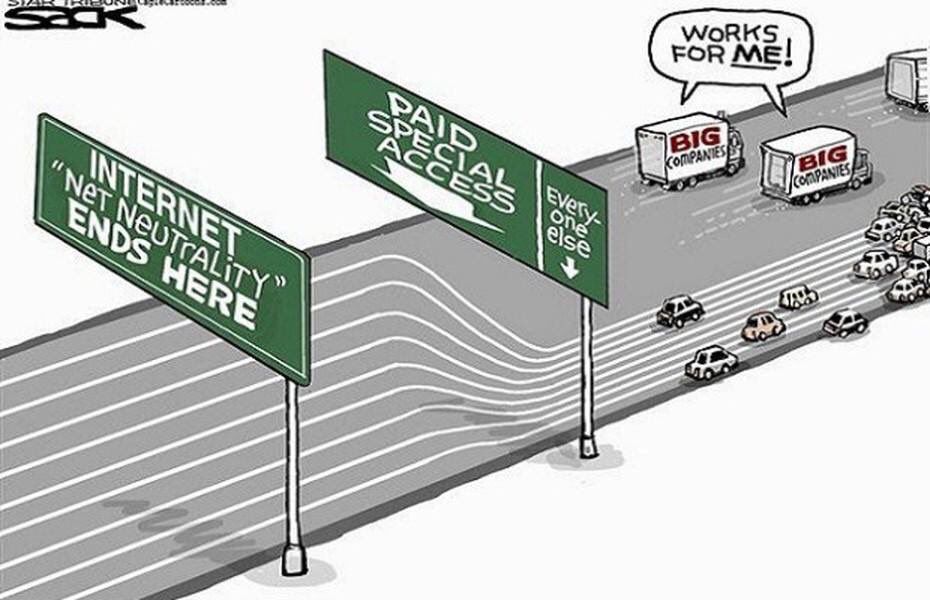 STAR TRIBUNE
SACK
WORKS
FOR ME!
PAID
SPECIAL
ACCESS
Every-
one
else
INTERNET
"Net Neutrality"
ENDS HERE
BIG
COMPANIES
BIG
COMPANIES